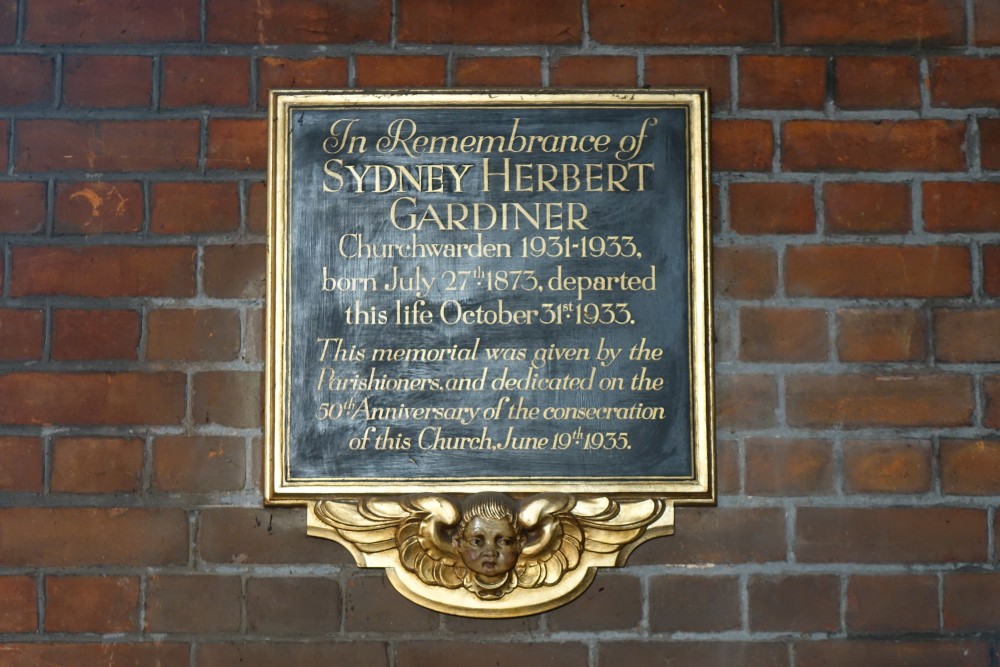 In Remembrance of
SYDNEY HERBERT
GARDINER
Churchwarden 1931-1933,
born July 27th 1873, departed
this life October 31st 1933.
This memorial was given by the
Parishioners, and dedicated on the
50th Anniversary of the consecration
of this Church, June 19th 1935.